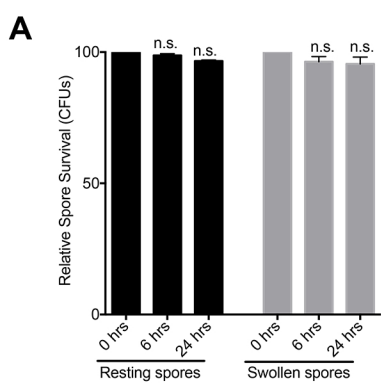 A
Relative Spore Survival (CFUs)
100
50
0
n.s.
n.s.
n.s.
n.s.
0 hrs
6 hrs
24 hrs
0 hrs
6 hrs
24 hrs
Resting spores
Swollen spores